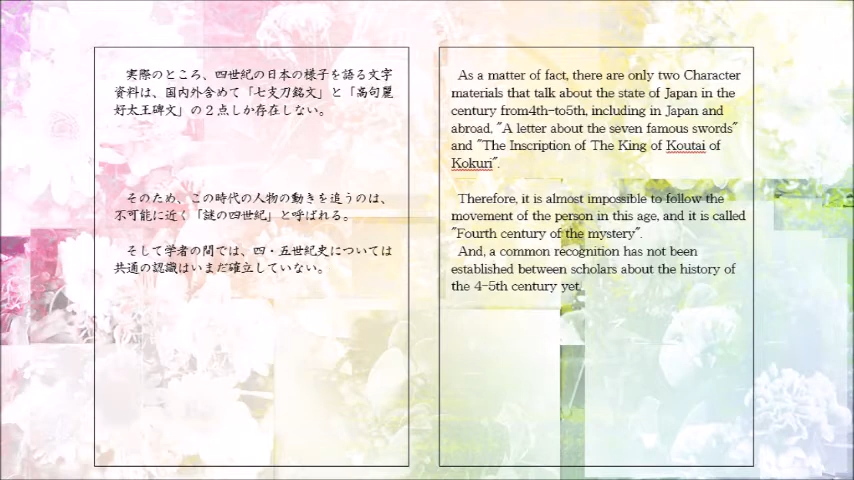 実際のところ、四世紀の日本の様子を語る文字
資料は、国内外含めて「七支刀銘文」と「高句麗
好太王碑文」の２点しか存在しない。
そのため、この時代の人物の動きを追うのは、
不可能に近く「謎の四世紀」と呼ばれる。
そして学者の間では、四・五世紀史については
共通の認識はいまだ確立していない。
As a matter of fact, there are only two Character
materials that talk about the state of Japan in the
century from4th-to5th, including in Japan and
abroad, "A letter about the seven famous swords"
and "The Inscription of The King of Koutai of
Kokuri".
Therefore, it is almost impossible to follow the
movement of the person in this age, and it is called
"Fourth century of the mystery".
And, a common recognition has not been
established between scholars about the history of
the 4-5th century yet.